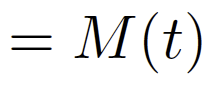 = M(t)